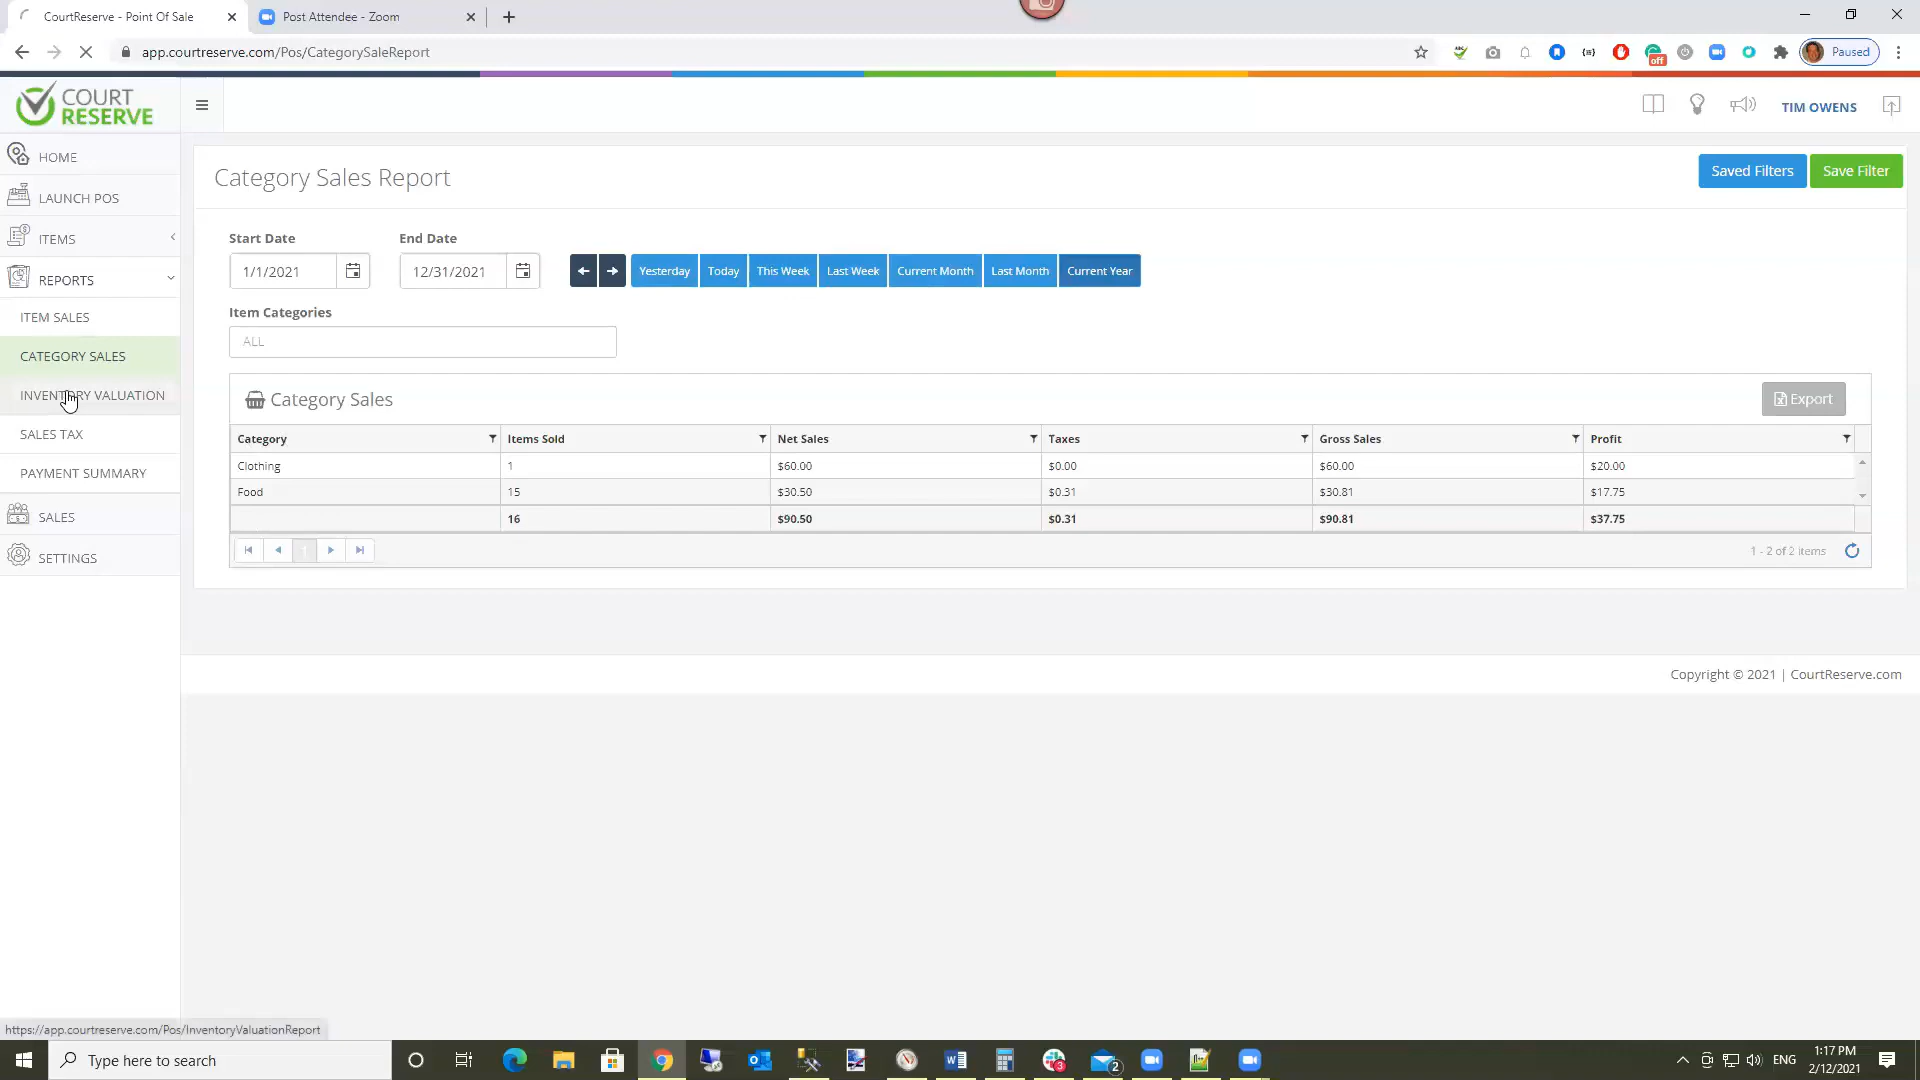 CourtReserve - Point Of Sale
Post Attendee - Zoom
app.courtreserve.com/Pos/CategorySaleReport
off
Paused
COURT
RESERVE
TIM OWENS
HOME
LAUNCH POS
ITEMS
REPORTS
ITEM SALES
CATEGORY SALES
INVENTORY VALUATION
SALES TAX
PAYMENT SUMMARY
SALES
SETTINGS
Category Sales Report
Saved Filters
Save Filter
Start Date
End Date
1/1/2021
12/31/2021
Yesterday
Today
This Week
Last Week
Current Month
Last Month
Current Year
Item Categories
ALL
Category Sales
Export
Category Items Sold Net Sales Taxes Gross Sales Profit
Clothing 1 $60.00 $0.00 $60.00 $20.00
Food 15 $30.50 $0.31 $30.81 $17.75
16 $90.50 $0.31 $90.81 $37.75
1
1 - 2 of 2 items
Copyright © 2021 | CourtReserve.com
https://app.courtreserve.com/Pos/InventoryValuationReport
Type here to search
3
2
ENG
1:17 PM
2/12/2021